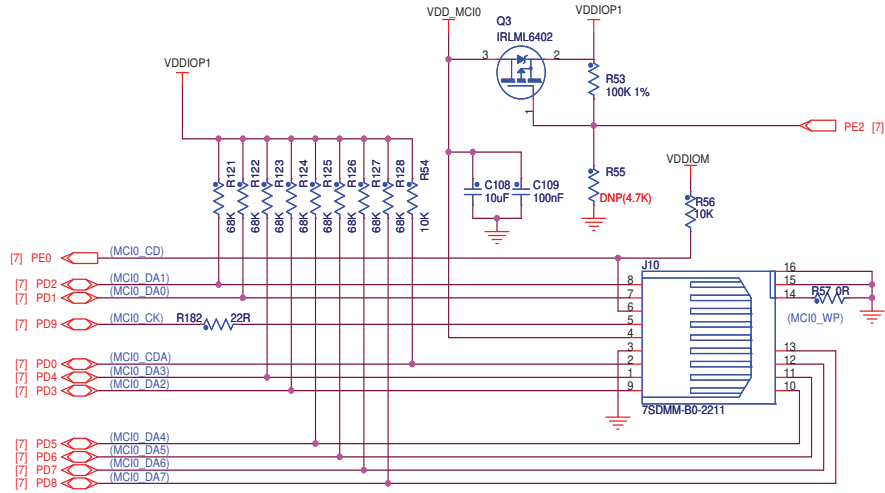 VDD_MCI0
Q3
IRLML6402
VDDIOP1
3
2
1
R53
100K 1%
PE2 [7]
VDDIOP1
R121
68K
R122
68K
R123
68K
R124
68K
R125
68K
R126
68K
R127
68K
R128
68K
R54
10K
C108
10uF
C109
100nF
R55
DNP(4.7K)
VDDIOM
R56
10K
[7] PE0 (MCI0_CD)
[7] PD2 (MCI0_DA1)
[7] PD1 (MCI0_DA0)
[7] PD9 (MCI0_CK) R182 22R
[7] PD0 (MCI0_CDA)
[7] PD4 (MCI0_DA3)
[7] PD3 (MCI0_DA2)
[7] PD5 (MCI0_DA4)
[7] PD6 (MCI0_DA5)
[7] PD7 (MCI0_DA6)
[7] PD8 (MCI0_DA7)
J10
8
7
6
5
4
3
2
1
9
16
15
14
R57 0R
(MCI0_WP)
13
12
11
10
7SDMM-B0-2211